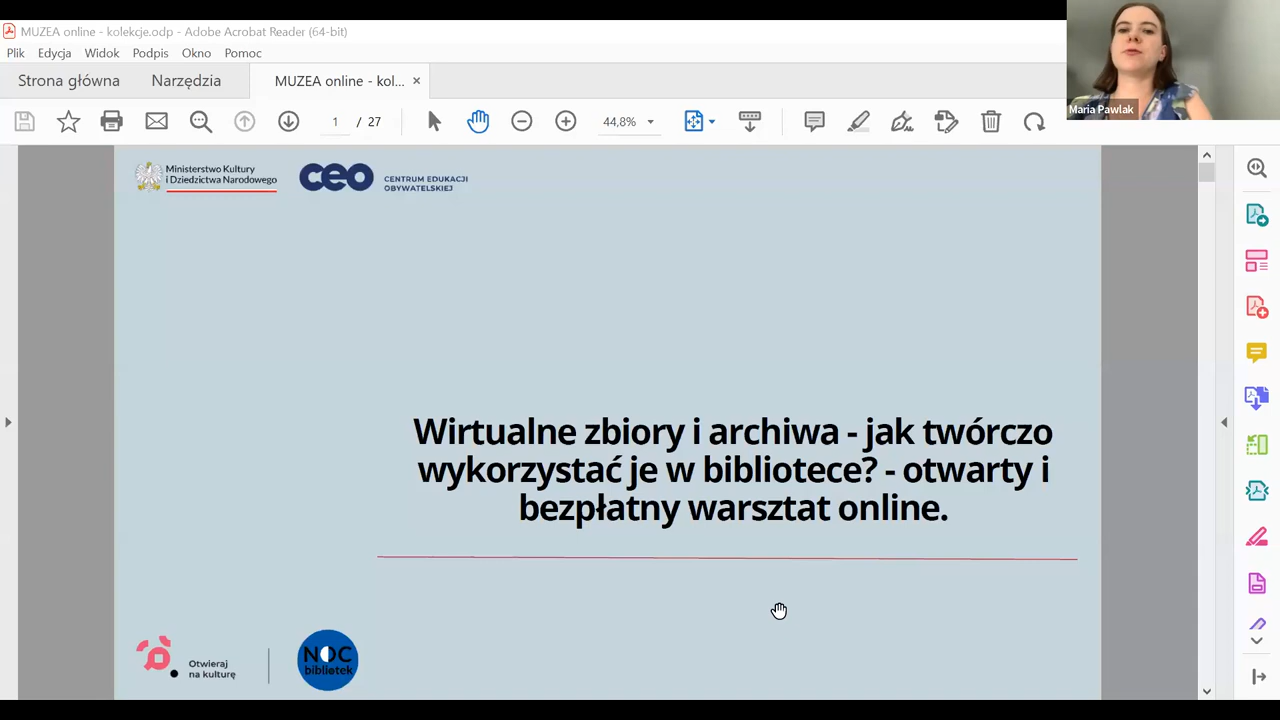 MUZEA online - kolekcje.odp - Adobe Acrobat Reader (64-bit)
Plik Edycja Widok Podpis Okno Pomoc
Strona główna Narzędzia MUZEA online - kol... ×
1 / 27 44,8%
Maria Pawlak
Ministerstwo Kultury
i Dziedzictwa Narodowego
ceo
CENTRUM EDUKACJI
OBYWATELSKIEJ
Wirtualne zbiory i archiwa - jak twórczo
wykorzystać je w bibliotece? - otwarty i
bezpłatny warsztat online.
Otwieraj
na kulturę
NOC
bibliotek